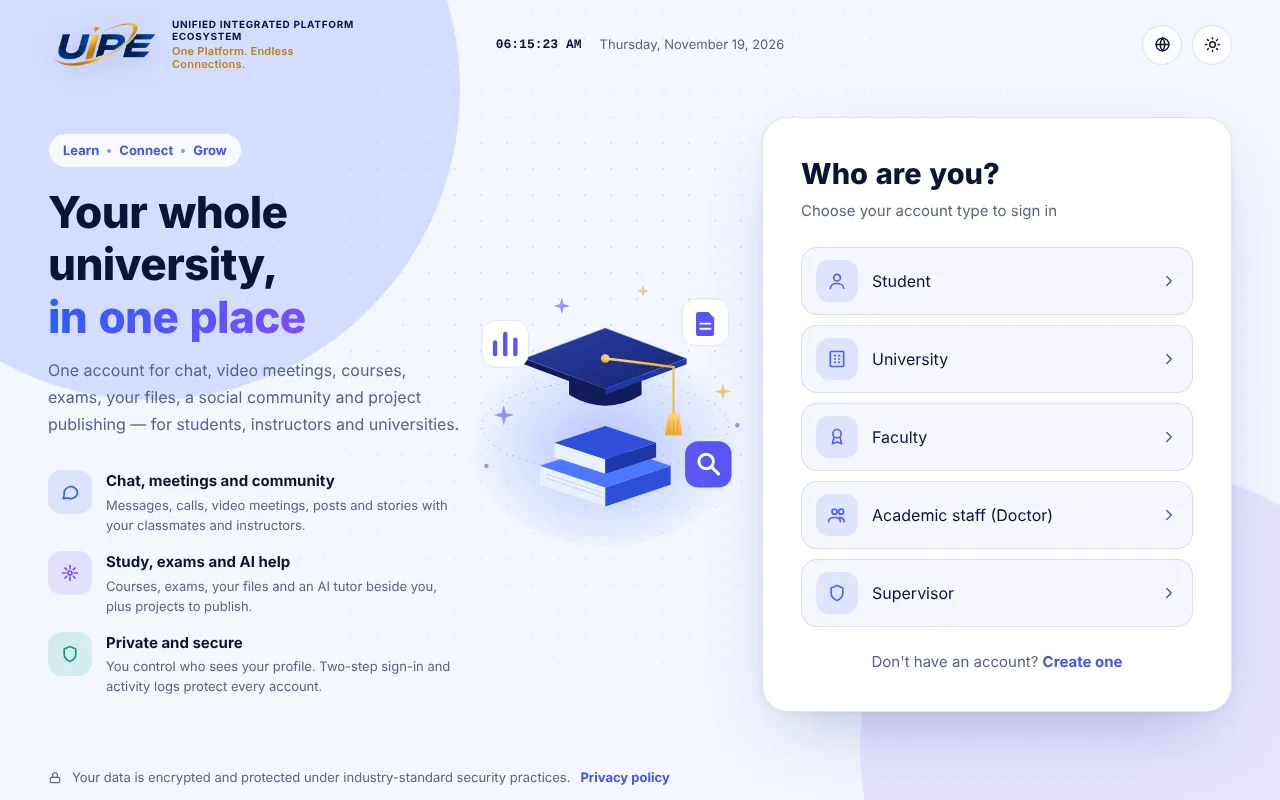 UiPE
UNIFIED INTEGRATED PLATFORM
ECOSYSTEM
One Platform. Endless
Connections.
06:15:23 AM Thursday, November 19, 2026
Learn • Connect • Grow
Your whole
university,
in one place
One account for chat, video meetings, courses,
exams, your files, a social community and project
publishing — for students, instructors and universities.
Chat, meetings and community
Messages, calls, video meetings, posts and stories with
your classmates and instructors.
Study, exams and AI help
Courses, exams, your files and an AI tutor beside you,
plus projects to publish.
Private and secure
You control who sees your profile. Two-step sign-in and
activity logs protect every account.
Who are you?
Choose your account type to sign in
Student
University
Faculty
Academic staff (Doctor)
Supervisor
Don't have an account? Create one
Your data is encrypted and protected under industry-standard security practices. Privacy policy